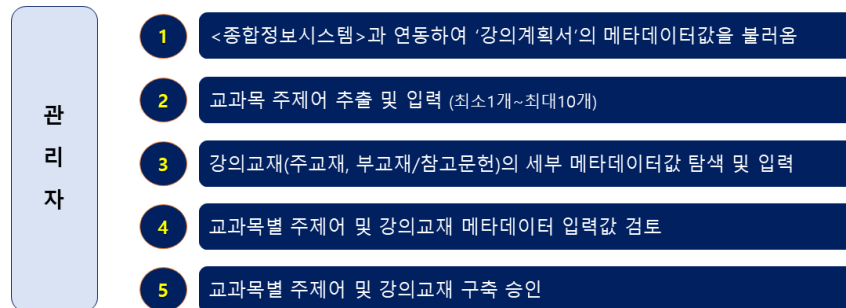 관
리
자
1 <종합정보시스템>과 연동하여 ‘강의계획서’의 메타데이터값을 불러옴
2 교과목 주제어 추출 및 입력 (최소1개~최대10개)
3 강의교재(주교재, 부교재/참고문헌)의 세부 메타데이터값 탐색 및 입력
4 교과목별 주제어 및 강의교재 메타데이터 입력값 검토
5 교과목별 주제어 및 강의교재 구축 승인